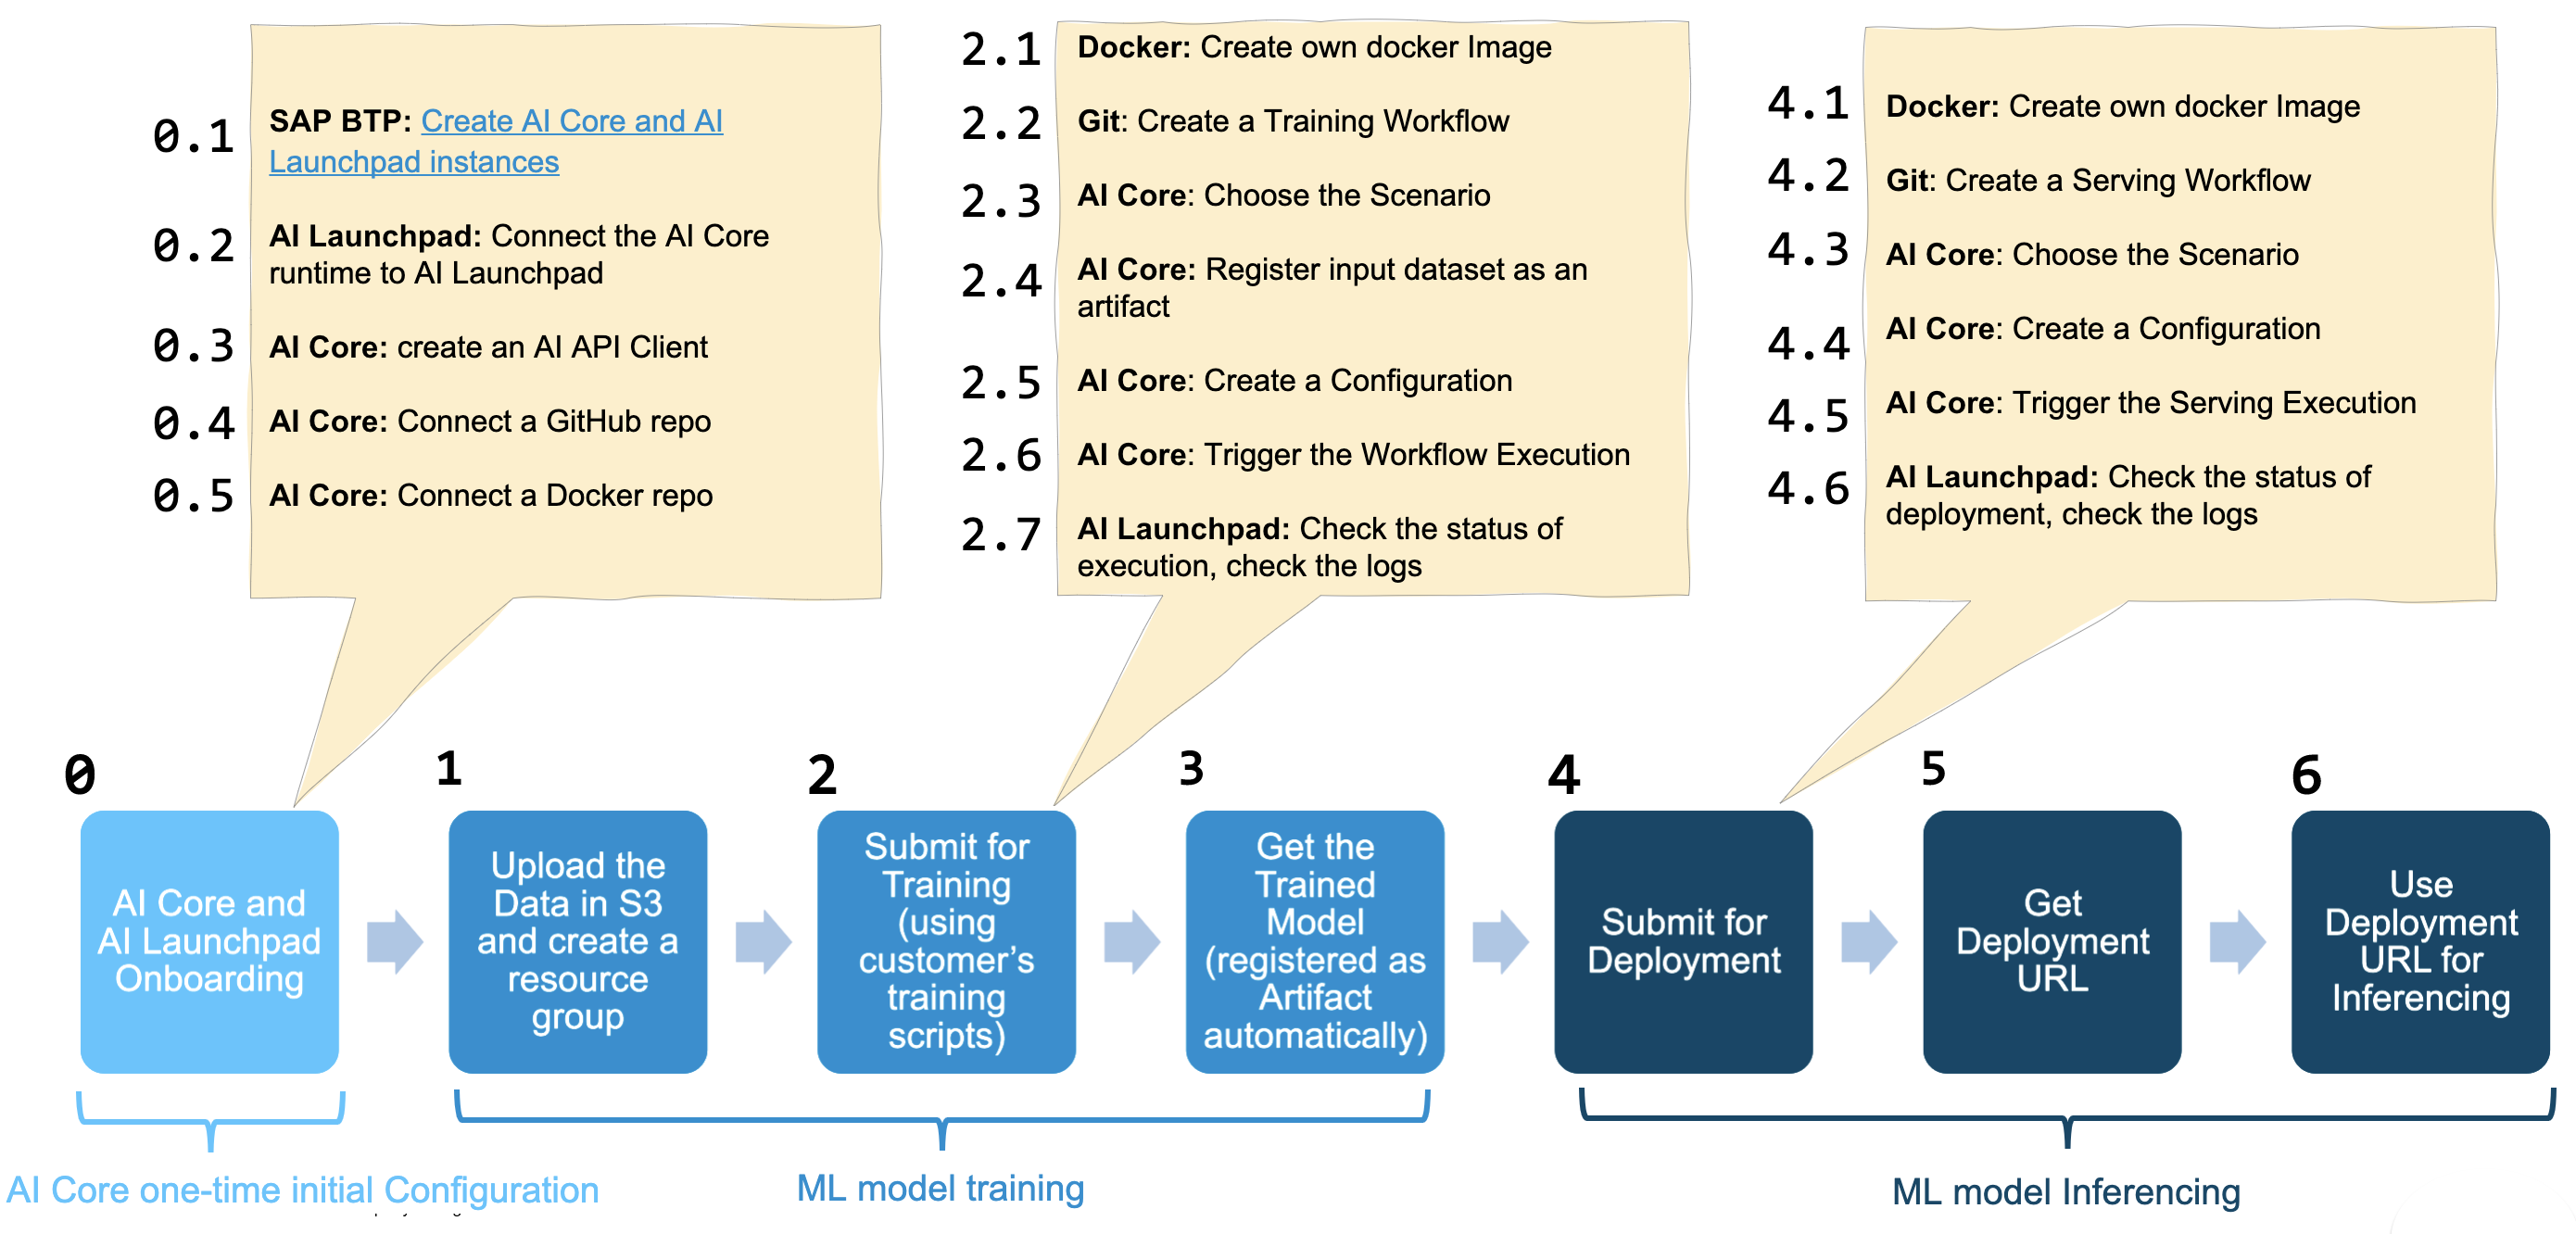 0.1
SAP BTP: Create AI Core and AI
Launchpad instances
0.2
AI Launchpad: Connect the AI Core
runtime to AI Launchpad
0.3
AI Core: create an AI API Client
0.4
AI Core: Connect a GitHub repo
0.5
AI Core: Connect a Docker repo
2.1
Docker: Create own docker Image
2.2
Git: Create a Training Workflow
2.3
AI Core: Choose the Scenario
2.4
AI Core: Register input dataset as an
artifact
2.5
AI Core: Create a Configuration
2.6
AI Core: Trigger the Workflow Execution
2.7
AI Launchpad: Check the status of
execution, check the logs
4.1
Docker: Create own docker Image
4.2
Git: Create a Serving Workflow
4.3
AI Core: Choose the Scenario
4.4
AI Core: Create a Configuration
4.5
AI Core: Trigger the Serving Execution
4.6
AI Launchpad: Check the status of
deployment, check the logs
0
AI Core and
AI Launchpad
Onboarding
1
Upload the
Data in S3
and create a
resource
group
2
Submit for
Training
(using
customer’s
training
scripts)
3
Get the
Trained
Model
(registered as
Artifact
automatically)
4
Submit for
Deployment
5
Get
Deployment
URL
6
Use
Deployment
URL for
Inferencing
AI Core one-time initial Configuration
ML model training
ML model Inferencing